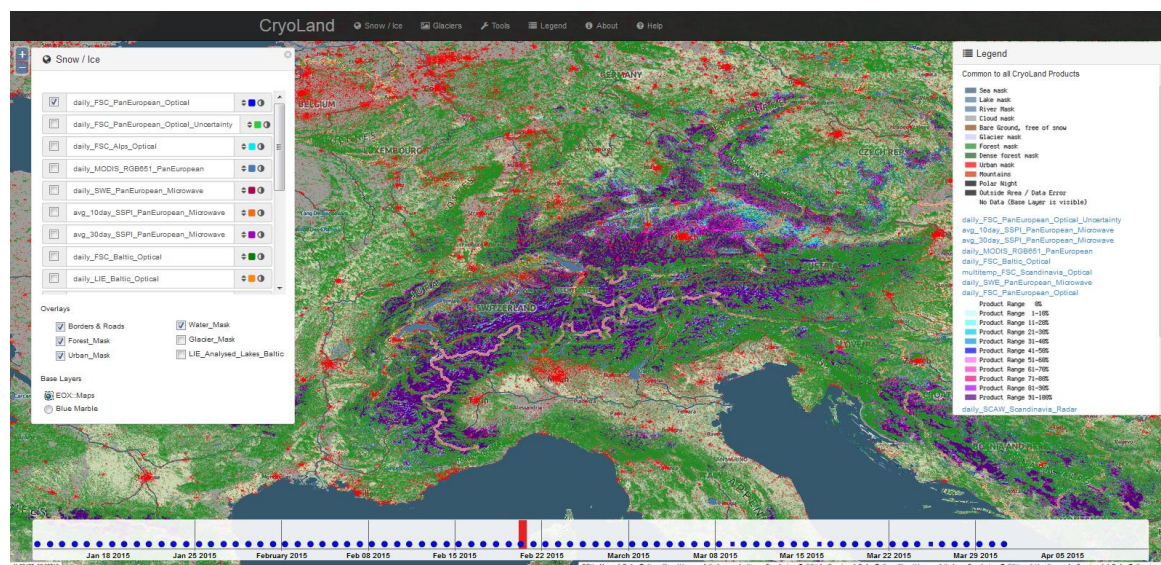 CryoLand
Snow / Ice
Glaciers
Tools
Legend
About
Help
Snow / Ice
daily_FSC_PanEuropean_Optical
daily_FSC_PanEuropean_Optical_Uncertainty
daily_FSC_Alps_Optical
daily_MODIS_RGB651_PanEuropean
daily_SWE_PanEuropean_Microwave
avg_10day_SSPI_PanEuropean_Microwave
avg_30day_SSPI_PanEuropean_Microwave
daily_FSC_Baltic_Optical
daily_LIE_Baltic_Optical
Overlays
Borders & Roads
Water_Mask
Forest_Mask
Glacier_Mask
Urban_Mask
LIE_Analysed_Lakes_Baltic
Base Layers
EOX::Maps
Blue Marble
GERMANY
BELGIUM
LUXEMBOURG
CZECH REP
SWITZERLAND
Alessandria
Legend
Common to all CryoLand Products
Sea mask
Lake mask
River Mask
Cloud mask
Bare Ground, free of snow
Glacier mask
Forest mask
Dense forest mask
Urban mask
Mountains
Polar Night
Outside Area / Data Error
No Data (Base Layer is visible)
daily_FSC_PanEuropean_Optical_Uncertainty
avg_10day_SSPI_PanEuropean_Microwave
avg_30day_SSPI_PanEuropean_Microwave
daily_MODIS_RGB651_PanEuropean
daily_FSC_Baltic_Optical
multitemp_FSC_Scandinavia_Optical
daily_SWE_PanEuropean_Microwave
daily_FSC_PanEuropean_Optical
Product Range 0%
Product Range 1-10%
Product Range 11-20%
Product Range 21-30%
Product Range 31-40%
Product Range 41-50%
Product Range 51-60%
Product Range 61-70%
Product Range 71-80%
Product Range 81-90%
Product Range 91-100%
daily_SCAW_Scandinavia_Radar
Jan 18 2015
Jan 25 2015
February 2015
Feb 08 2015
Feb 15 2015
Feb 22 2015
March 2015
Mar 08 2015
Mar 15 2015
Mar 22 2015
Mar 29 2015
Apr 05 2015